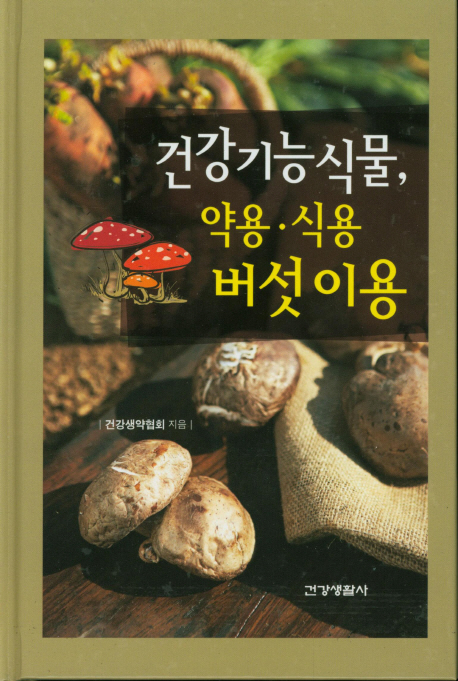 건강기능식물,
약용·식용
버섯 이용
| 건강생약협회 지음 |
건강생활사